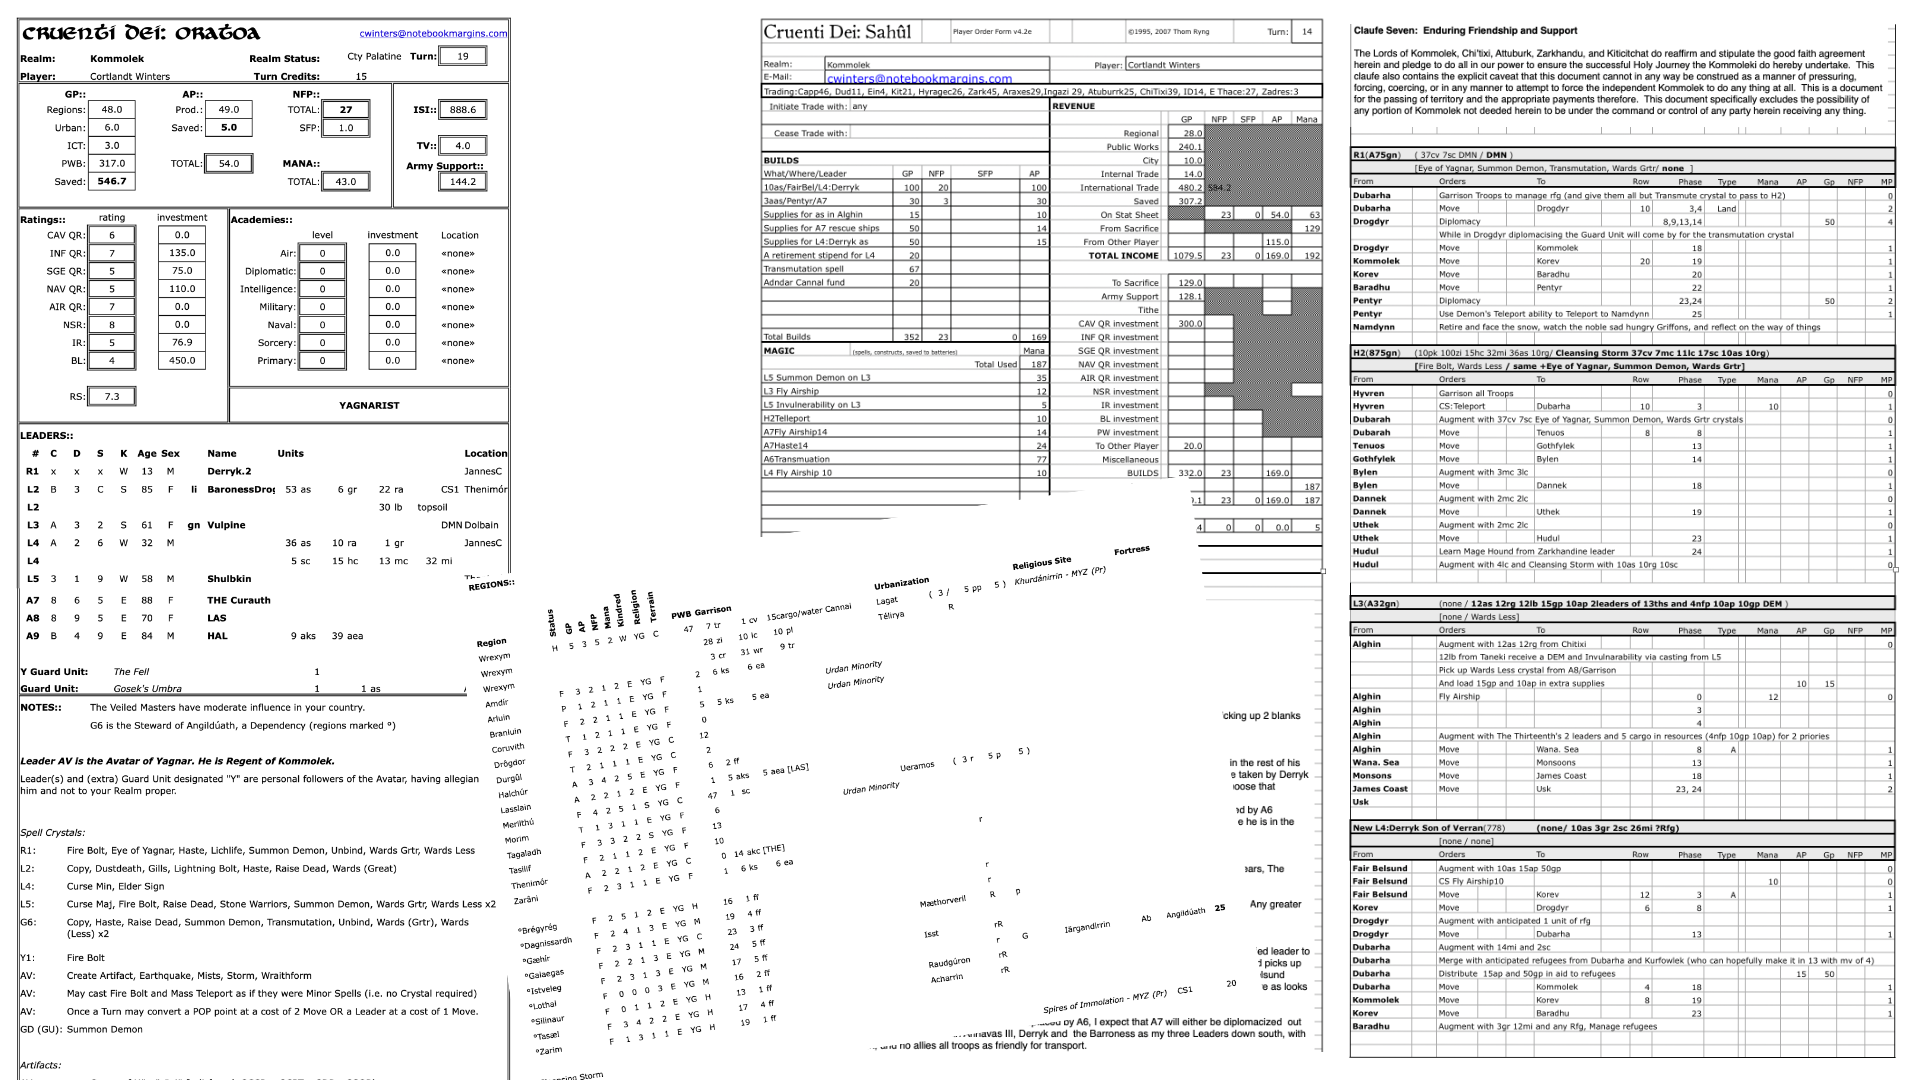 CRUENTI DEI: ORATOA
cwinters@notebookmargins.com
Realm: Kommolek Realm Status: Cty Palatine Turn: 19
Player: Cortlandt Winters Turn Credits: 15
GP:: AP:: NFP::
Regions: 48.0 Prod.: 49.0 TOTAL: 27 ISI:: 888.6
Urban: 6.0 Saved: 5.0 SFP: 1.0
ICT: 3.0 TV:: 4.0
PWB: 317.0 TOTAL: 54.0 MANA:: Army Support::
Saved: 546.7 TOTAL: 43.0 144.2
Ratings:: rating investment Academies::
CAV QR: 6 0.0 level investment Location
INF QR: 7 135.0 Air: 0 0.0 «none»
SGE QR: 5 75.0 Diplomatic: 0 0.0 «none»
NAV QR: 5 110.0 Intelligence: 0 0.0 «none»
AIR QR: 7 0.0 Military: 0 0.0 «none»
NSR: 8 0.0 Naval: 0 0.0 «none»
IR: 5 76.9 Sorcery: 0 0.0 «none»
BL: 4 450.0 Primary: 0 0.0 «none»
RS: 7.3 YAGNARIST
LEADERS::
# C D S K Age Sex Name Units Location
R1 x x x W 13 M Derryk.2 JannesC
L2 B 3 C S 85 F li BaronessDrog 53 as 6 gr 22 ra CS1 Thenimór
L2 30 lb topsoil
L3 A 3 2 S 61 F gn Vulpine DMN Dolbain
L4 A 2 6 W 32 M 36 as 10 ra 1 gr JannesC
L4 5 sc 15 hc 13 mc 32 mi
L5 3 1 9 W 58 M Shulbkin
A7 8 6 5 E 88 F THE Curauth
A8 8 9 5 E 70 F LAS
A9 B 4 9 E 84 M HAL 9 aks 39 aea
Y Guard Unit: The Fell 1
Guard Unit: Gosek's Umbra 1 1 as
NOTES:: The Veiled Masters have moderate influence in your country.
G6 is the Steward of Angildúath, a Dependency (regions marked °)
Leader AV is the Avatar of Yagnar. He is Regent of Kommolek.
Leader(s) and (extra) Guard Unit designated "Y" are personal followers of the Avatar, having allegian
him and not to your Realm proper.
Spell Crystals:
R1: Fire Bolt, Eye of Yagnar, Haste, Lichlife, Summon Demon, Unbind, Wards Grtr, Wards Less
L2: Copy, Dustdeath, Gills, Lightning Bolt, Haste, Raise Dead, Wards (Great)
L4: Curse Min, Elder Sign
L5: Curse Maj, Fire Bolt, Raise Dead, Stone Warriors, Summon Demon, Wards Grtr, Wards Less x2
G6: Copy, Haste, Raise Dead, Summon Demon, Transmutation, Unbind, Wards (Grtr), Wards
(Less) x2
Y1: Fire Bolt
AV: Create Artifact, Earthquake, Mists, Storm, Wraithform
AV: May cast Fire Bolt and Mass Teleport as if they were Minor Spells (i.e. no Crystal required)
AV: Once a Turn may convert a POP point at a cost of 2 Move OR a Leader at a cost of 1 Move.
GD (GU): Summon Demon
Artifacts:
REGIONS::
Region Status GP AP NFP Mana Kindred Religion Terrain PWB Garrison Urbanization Religious Site Fortress
Wrexym H 5 3 5 2 W YG C 47 7 tr 1 cv 15cargo/water Cannai Lagat ( 3 / 5 pp 5 ) Khurdánirrin - MYZ (Pr)
Wrexym 28 zi 10 lc 10 pl Télirya R
Wrexym 3 cr 31 wr 9 tr
Amdir F 3 2 1 2 E YG F 2 6 ks 6 ea Urdan Minority
Arluin P 1 2 1 1 E YG F 1
Branluin F 2 2 1 1 E YG F 5 5 ks 5 ea Urdan Minority
Coruvith T 1 2 1 1 E YG F 0
Drôgdor F 3 2 2 2 E YG C 12
Durgûl T 2 1 1 1 E YG F 2
Halchúr A 3 4 2 5 E YG F 6 2 ff
Lasslain A 2 2 1 2 E YG F 1 5 aks 5 aea [LAS] Ueramos ( 3 r 5 p 5 )
Merilthú F 4 2 5 1 S YG C 47 1 sc Urdan Minority
Morim T 1 3 1 1 E YG F 6
Tagaladh F 3 3 2 2 S YG F 13 r
Tasllif F 2 3 1 1 E YG F 10
Thenimór A 2 2 1 2 E YG C 0 14 akc [THE]
Zarâni F 2 3 1 1 E YG F 1 6 ks 6 ea r
r
°Brégyrég F 2 5 1 2 E YG H 16 1 ff Mæthorveril R p
°Dagnissardh F 2 4 1 3 E YG M 19 4 ff
°Gæhir F 2 3 1 1 E YG C 23 3 ff Isst rR
°Gaiaegas F 2 2 1 3 E YG M 24 5 ff r G Iárgandirrin Ab Angildúath 25
°Istveleg F 2 2 1 3 E YG M 17 5 ff Raudgúron rR
°Lothai F 0 0 0 3 E YG M 16 2 ff Acharrin rR
°Silinaur F 0 1 1 2 E YG H 13 1 ff
°Tasæl F 3 4 2 2 E YG H 17 4 ff
°Zarim F 1 3 1 1 E YG H 19 1 ff Spires of Immolation - MYZ (Pr) CS1 20
Cruenti Dei: Sahûl Player Order Form v4.2e ©1995, 2007 Thom Ryng Turn: 14
Realm: Kommolek Player: Cortlandt Winters
E-Mail: cwinters@notebookmargins.com
Trading:Capp46, Dud11, Ein4, Kit21, Hyragec26, Zark45, Araxes29,Ingazi 29, Atuburrk25, ChiTixi39, ID14, E Thace:27, Zadres:3
Initiate Trade with: any REVENUE
GP NFP SFP AP Mana
Cease Trade with: Regional 28.0
Public Works 240.1
BUILDS City 10.0
What/Where/Leader GP NFP SFP AP Internal Trade 14.0
10as/FairBel/L4:Derryk 100 20 100 International Trade 480.2 584.2
3aas/Pentyr/A7 30 3 30 Saved 307.2
Supplies for as in Alghin 15 10 On Stat Sheet 23 0 54.0 63
Supplies for A7 rescue ships 50 14 From Sacrifice 129
Supplies for L4:Derryk as 50 15 From Other Player 115.0
A retirement stipend for L4 20 TOTAL INCOME 1079.5 23 0 169.0 192
Transmutation spell 67
Adndar Cannal fund 20 To Sacrifice 129.0
Army Support 128.1
Tithe
CAV QR investment 300.0
Total Builds 352 23 0 169 INF QR investment
MAGIC (spells, constructs, saved to batteries) Mana SGE QR investment
Total Used 187 NAV QR investment
L5 Summon Demon on L3 35 AIR QR investment
L3 Fly Airship 12 NSR investment
L5 Invulnerability on L3 5 IR investment
H2Telleport 10 BL investment
A7Fly Airship14 14 PW investment
A7Haste14 24 To Other Player 20.0
A6Transmuation 77 Miscellaneous
L4 Fly Airship 10 10 BUILDS 332.0 23 169.0
187
.1 23 0 169.0 187
4 0 0 0.0 5
cking up 2 blanks
in the rest of his
e taken by Derryk
oose that
ed by A6
e he is in the
ears, The
Any greater
ed leader to
picks up
elsund
e as looks
by A6, I expect that A7 will either be diplomacized out
III, Derryk and the Barroness as my three Leaders down south, with
no allies all troops as friendly for transport.
Claufe Seven: Enduring Friendship and Support
The Lords of Kommolek, Chi'tixi, Attuburk, Zarkhandu, and Kiticitchat do reaffirm and stipulate the good faith agreement
herein and pledge to do all in our power to ensure the successful Holy Journey the Kommoleki do hereby undertake. This
claufe also contains the explicit caveat that this document cannot in any way be construed as a manner of pressuring,
forcing, coercing, or in any manner to attempt to force the independent Kommolek to do any thing at all. This is a document
for the passing of territory and the appropriate payments therefore. This document specifically excludes the possibility of
any portion of Kommolek not deeded herein to be under the command or control of any party herein receiving any thing.
R1(A75gn) ( 37cv 7sc DMN / DMN )
[Eye of Yagnar, Demon, Transmutation, Wards Grtr/ none ]
From Orders To Row Phase Type Mana AP Gp NFP MP
Dubarha Garrison Troops to manage rfg (and give them all but Transmute crystal to pass to H2) 0
Dubarha Move Drogdyr 10 3,4 Land 2
Drogdyr Diplomacy 8,9,13,14 50 4
While in Drogdyr diplomacising the Guard Unit will come by for the transmutation crystal
Drogdyr Move Kommolek 18 1
Kommolek Move Korev 20 19 1
Korev Move Baradhu 20 1
Baradhu Move Pentyr 22 1
Pentyr Diplomacy 23,24 50 2
Pentyr Use Demon's Teleport ability to Teleport to Namdynn 25 1
Namdynn Retire and face the snow, watch the noble sad hungry Griffons, and reflect on the way of things
H2(875gn) (10pk 100zi 15hc 32mi 36as 10rg/ Cleansing Storm 37cv 7mc 11lc 17sc 10as 10rg)
[Fire Bolt, Wards Less / same +Eye of Yagnar, Summon Demon, Wards Grtr]
From Orders To Row Phase Type Mana AP Gp NFP MP
Hyvren Garrison all Troops 0
Hyvren CS:Teleport Dubarha 10 3 10 1
Dubarah Augment with 37cv 7sc Eye of Yagnar, Summon Demon, Wards Grtr crystals 0
Dubarah Move Tenuos 8 8 1
Tenuos Move Gothfylek 13 1
Gothfylek Move Bylen 14 1
Bylen Augment with 3mc 3lc 0
Bylen Move Dannek 18 1
Dannek Augment with 2mc 2lc 0
Dannek Move Uthek 19 1
Uthek Augment with 2mc 2lc 0
Uthek Move Hudul 23 1
Hudul Learn Mage Hound from Zarkhandine leader 24 1
Hudul Augment with 4lc and Cleansing Storm with 10as 10rg 10sc 0
L3(A32gn) (none / 12as 12rg 12lb 15gp 10ap 2leaders of 13ths and 4nfp 10ap 10gp DEM )
[none / Wards Less]
From Orders To Row Phase Type Mana AP Gp NFP MP
Alghin Augment with 12as 12rg from Chitixi 0
12lb from Taneki receive a DEM and Invulnarability via casting from L5
Pick up Wards Less crystal from A8/Garrison
And load 15gp and 10ap in extra supplies 10 15
Alghin Fly Airship 0 12 0
Alghin 3
Alghin 4
Alghin Augment with The Thirteenth's 2 leaders and 5 cargo in resources (4nfp 10gp 10ap) for 2 priories
Alghin Move Wana. Sea 8 A 1
Wana. Sea Move Monsoons 13 1
Monsons Move James Coast 18 1
James Coast Move Usk 23, 24 2
Usk
New L4:Derryk Son of Verran(778) (none/ 10as 3gr 2sc 26mi ?Rfg)
[none / none]
From Orders To Row Phase Type Mana AP Gp NFP MP
Fair Belsund Augment with 10as 15ap 50gp 0
Fair Belsund CS Fly Airship10 10 0
Fair Belsund Move Korev 12 3 A 1
Korev Move Drogdyr 6 8 1
Drogdyr Augment with anticipated 1 unit of rfg
Drogdyr Move Dubarha 13 1
Dubarha Augment with 14mi and 2sc
Dubarha Merge with anticipated refugees from Dubarha and Kurfowlek (who can hopefully make it in 13 with mv of 4)
Dubarha Distribute 15ap and 50gp in aid to refugees 15 50
Dubarha Move Kommolek 4 18 1
Kommolek Move Korev 8 19 1
Korev Move Baradhu 23 1
Baradhu Augment with 3gr 12mi and any Rfg, Manage refugees